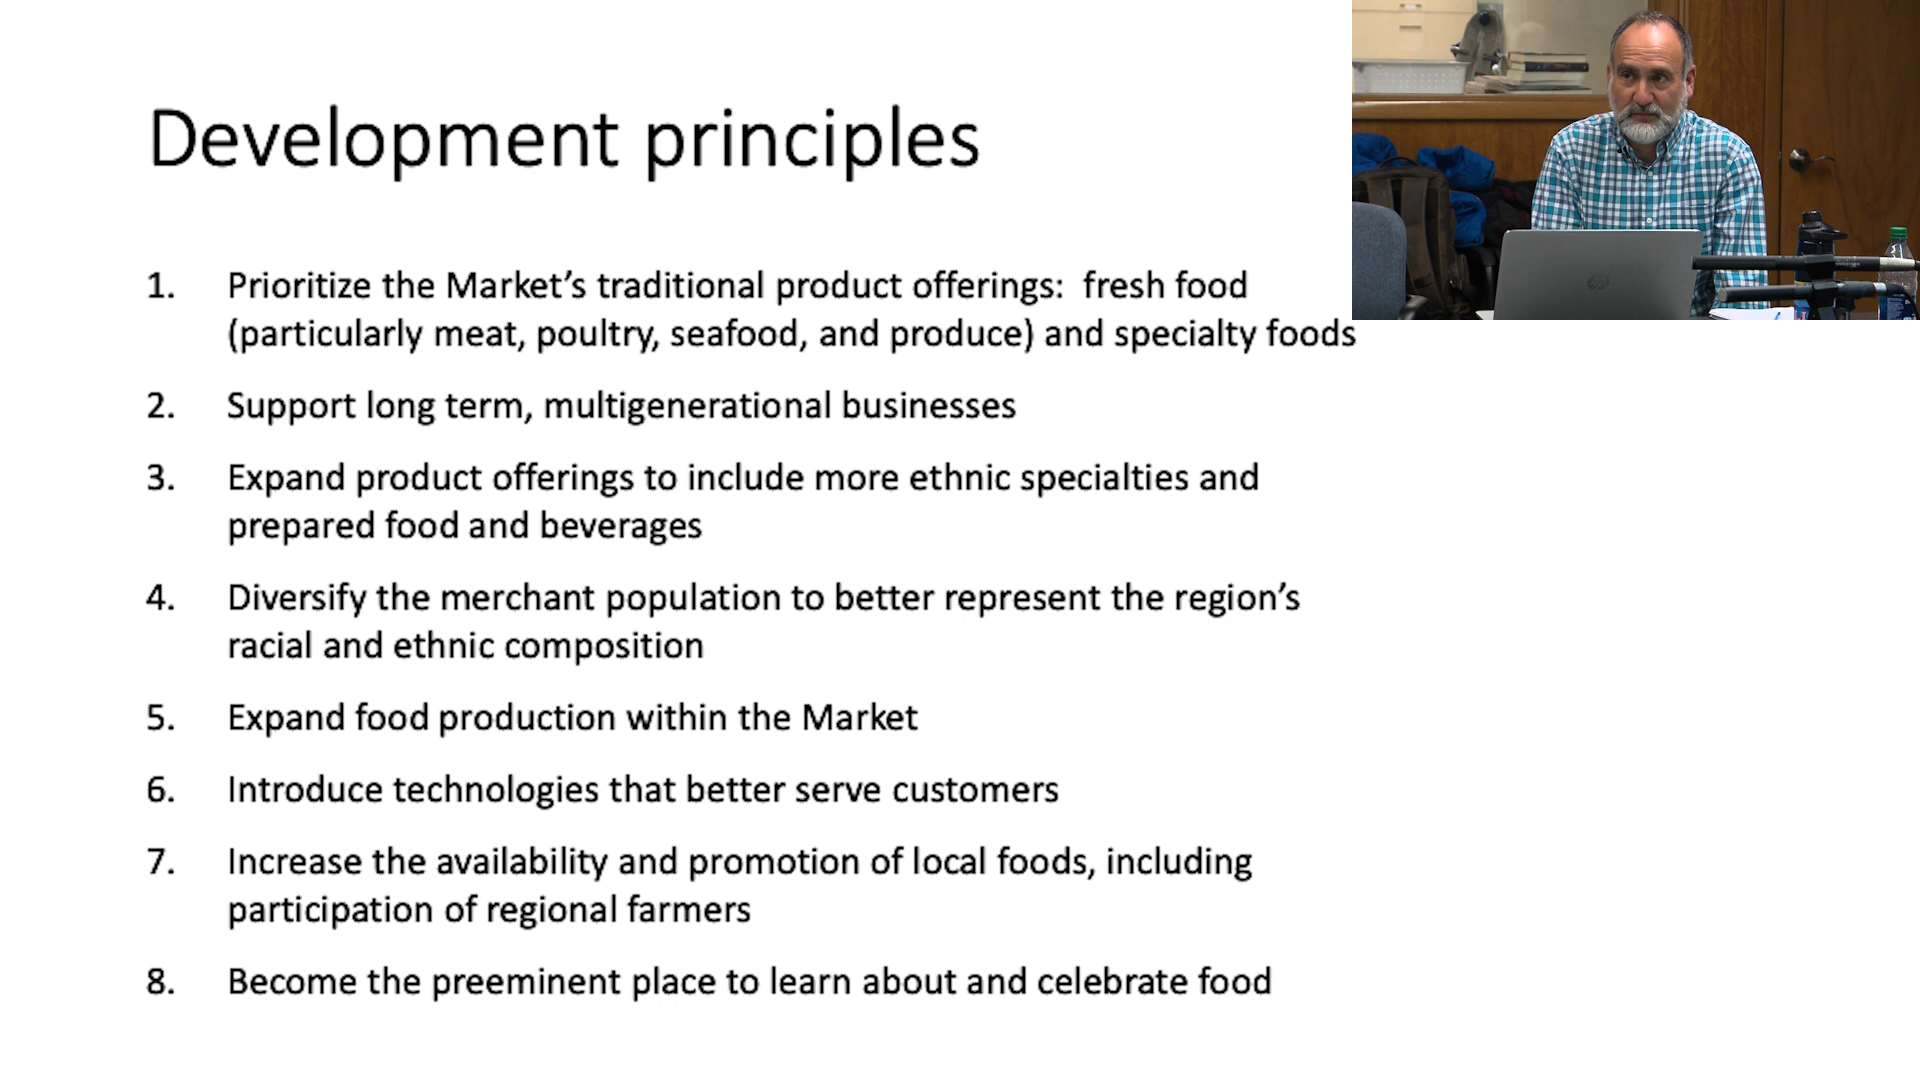 Development principles
1. Prioritize the Market's traditional product offerings:  fresh food
(particularly meat, poultry, seafood, and produce) and specialty foods
2. Support long term, multigenerational businesses
3. Expand product offerings to include more ethnic specialties and
prepared food and beverages
4. Diversify the merchant population to better represent the region's
racial and ethnic composition
5. Expand food production within the Market
6. Introduce technologies that better serve customers
7. Increase the availability and promotion of local foods, including
participation of regional farmers
8. Become the preeminent place to learn about and celebrate food
hp